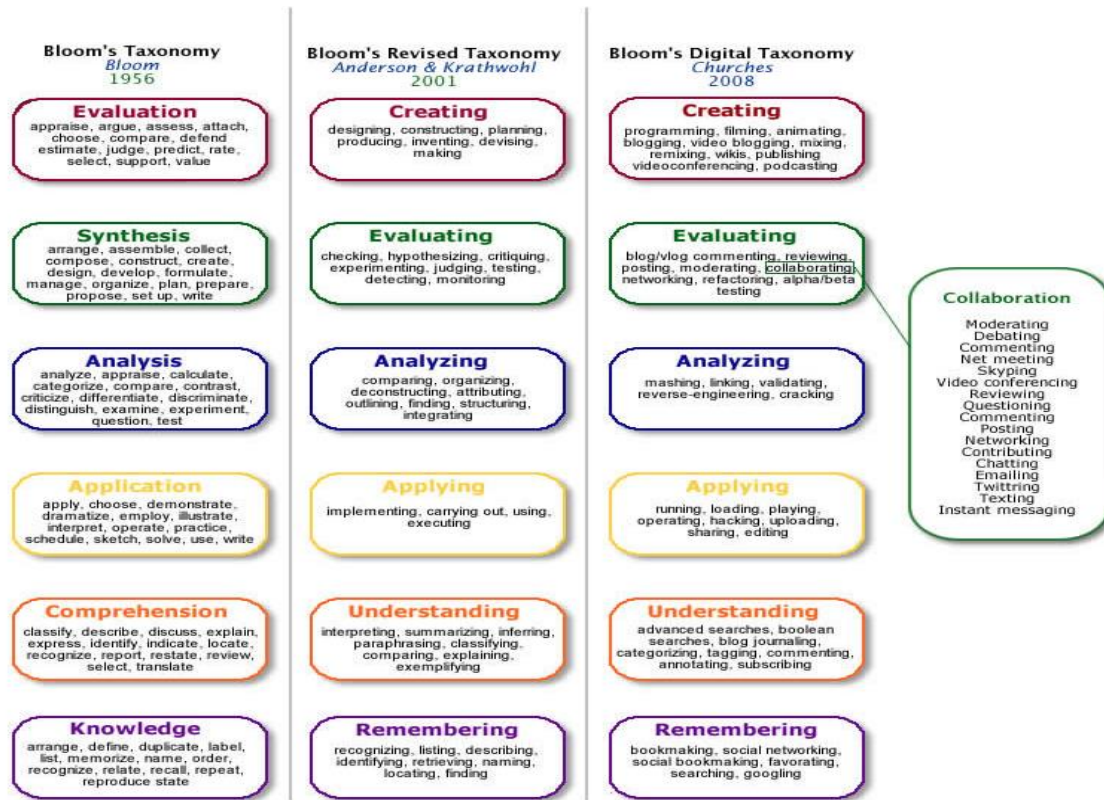 Bloom's Taxonomy
Bloom
1956
Evaluation
appraise, argue, assess, attach,
choose, compare, defend
estimate, judge, predict, rate,
select, support, value
Synthesis
arrange, assemble, collect,
compose, construct, create,
design, develop, formulate,
manage, organize, plan, prepare,
propose, set up, write
Analysis
analyze, appraise, calculate,
categorize, compare, contrast,
criticize, differentiate, discriminate,
distinguish, examine, experiment,
question, test
Application
apply, choose, demonstrate,
dramatize, employ, illustrate,
interpret, operate, practice,
schedule, sketch, solve, use, write
Comprehension
classify, describe, discuss, explain,
express, identify, indicate, locate,
recognize, report, restate, review,
select, translate
Knowledge
arrange, define, duplicate, label,
list, memorize, name, order,
recognize, relate, recall, repeat,
reproduce state
Bloom's Revised Taxonomy
Anderson & Krathwohl
2001
Creating
designing, constructing, planning,
producing, inventing, devising,
making
Evaluating
checking, hypothesizing, critiquing,
experimenting, judging, testing,
detecting, monitoring
Analyzing
comparing, organizing,
deconstructing, attributing,
outlining, finding, structuring,
integrating
Applying
implementing, carrying out, using,
executing
Understanding
interpreting, summarizing, inferring,
paraphrasing, classifying,
comparing, explaining,
exemplifying
Remembering
recognizing, listing, describing,
identifying, retrieving, naming,
locating, finding
Bloom's Digital Taxonomy
Churches
2008
Creating
programming, filming, animating,
blogging, video blogging, mixing,
remixing, wikis, publishing
videoconferencing, podcasting
Evaluating
blog/vlog commenting, reviewing,
posting, moderating, collaborating,
networking, refactoring, alpha/beta
testing
Analyzing
mashing, linking, validating,
reverse-engineering, cracking
Applying
running, loading, playing,
operating, hacking, uploading,
sharing, editing
Understanding
advanced searches, boolean
searches, blog journaling,
categorizing, tagging, commenting,
annotating, subscribing
Remembering
bookmaking, social networking,
social bookmaking, favorating,
searching, googling
Collaboration
Moderating
Debating
Commenting
Net meeting
Skyping
Video conferencing
Reviewing
Questioning
Commenting
Posting
Networking
Contributing
Chatting
Emailing
Twittring
Texting
Instant messaging